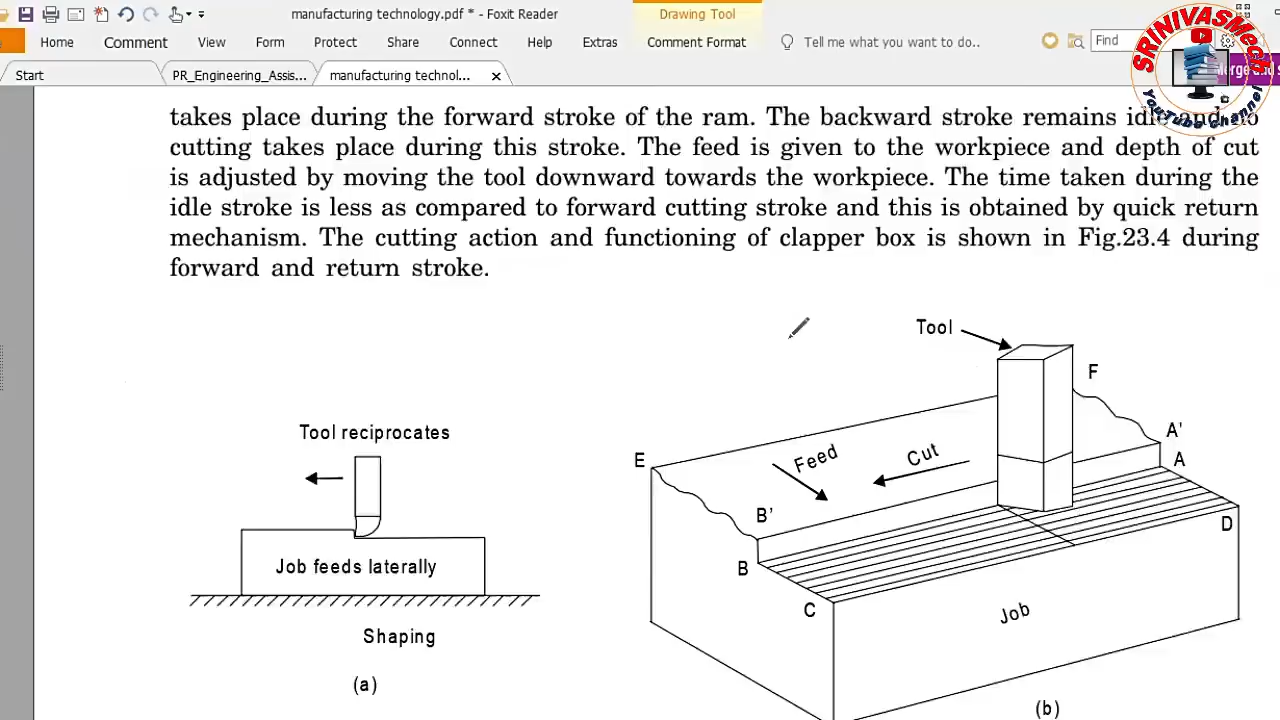 manufacturing technology.pdf * - Foxit Reader
Drawing Tool
Home Comment View Form Protect Share Connect Help Extras Comment Format Tell me what you want to do.. Find
Start PR_Engineering_Assis... manufacturing technol...
SRINIVASMech
YouTube Channel
takes place during the forward stroke of the ram. The backward stroke remains idle and no
cutting takes place during this stroke. The feed is given to the workpiece and depth of cut
is adjusted by moving the tool downward towards the workpiece. The time taken during the
idle stroke is less as compared to forward cutting stroke and this is obtained by quick return
mechanism. The cutting action and functioning of clapper box is shown in Fig.23.4 during
forward and return stroke.
Tool reciprocates
Job feeds laterally
Shaping
(a)
Tool
F
A'
A
E
Feed
Cut
B'
B
D
C
Job
(b)